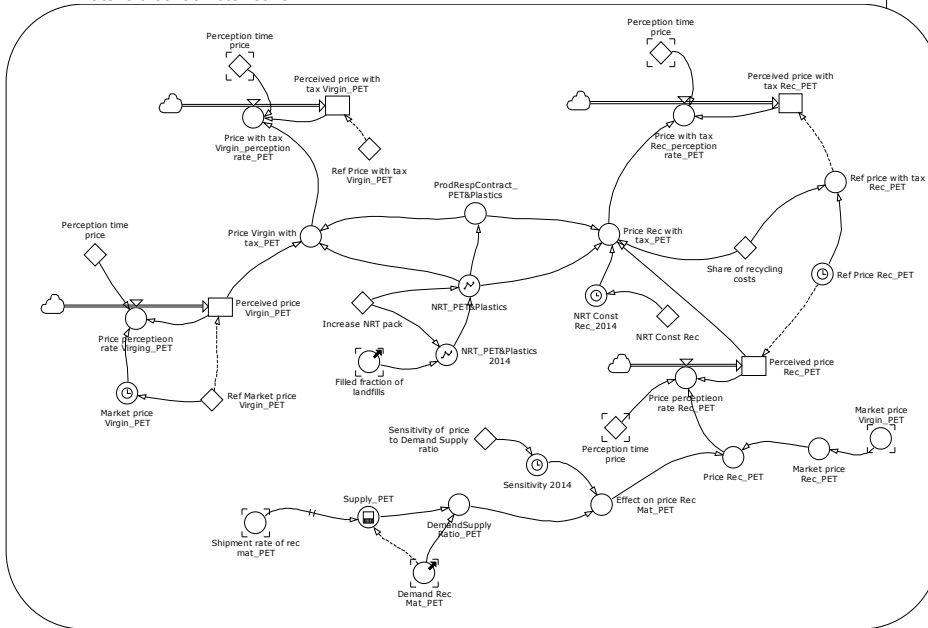 Perception time
price
Perceived price with
tax Virgin_PET
Price with tax
Virgin_perception
rate_PET
Ref Price with tax
Virgin_PET
Perception time
price
Perceived price with
tax Rec_PET
Price with tax
Rec_perception
rate_PET
Ref price with tax
Rec_PET
ProdRespContract_
PET&Plastics
Price Virgin with
tax_PET
Price Rec with
tax_PET
Share of recycling
costs
Ref Price Rec_PET
Perception time
price
Perceived price
Virgin_PET
Price perceptieon
rate Virging_PET
Market price
Virgin_PET
Ref Market price
Virgin_PET
NRT_PET&Plastics
Increase NRT pack
NRT_PET&Plastics
2014
Filled fraction of
landfills
NRT Const
Rec_2014
NRT Const Rec
Perceived price
Rec_PET
Price perceptieon
rate Rec_PET
Perception time
price
Market price
Virgin_PET
Market price
Rec_PET
Price Rec_PET
Sensitivity of price
to Demand Supply
ratio
Sensitivity 2014
Effect on price Rec
Mat_PET
Supply_PET
DemandSupply
Ratio_PET
Shipment rate of rec
mat_PET
Demand Rec
Mat_PET